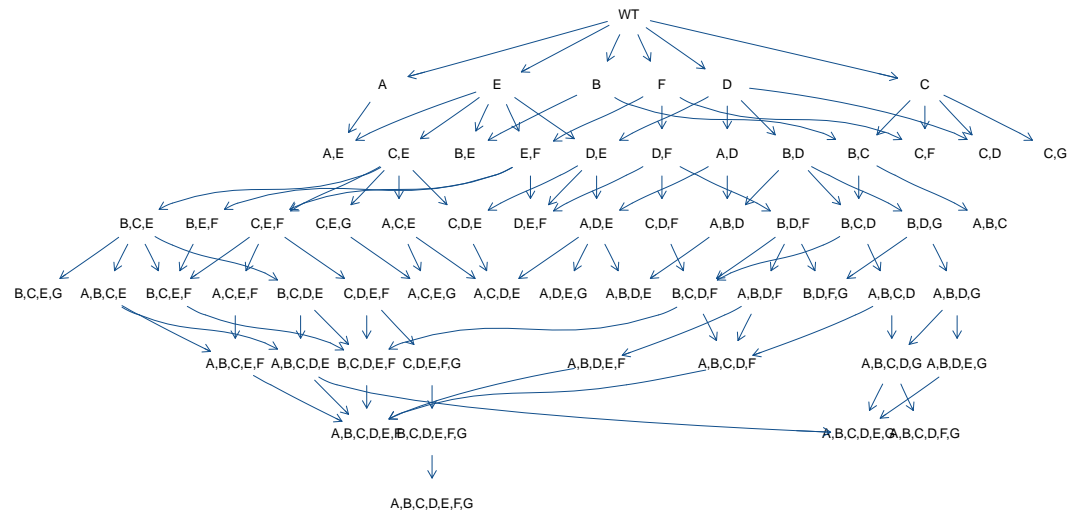 WT
A E B F D C
A,E C,E B,E E,F D,E D,F A,D B,D B,C C,F C,D C,G
B,C,E B,E,F C,E,F C,E,G A,C,E C,D,E D,E,F A,D,E C,D,F A,B,D B,D,F B,C,D B,D,G A,B,C
B,C,E,G A,B,C,E B,C,E,F A,C,E,F B,C,D,E C,D,E,F A,C,E,G A,C,D,E A,D,E,G A,B,D,E B,C,D,F A,B,D,F B,D,F,G A,B,C,D A,B,D,G
A,B,C,E,F A,B,C,D,E B,C,D,E,F C,D,E,F,G A,B,D,E,F A,B,C,D,F A,B,C,D,G A,B,D,E,G
A,B,C,D,E,F B,C,D,E,F,G A,B,C,D,E,G A,B,C,D,F,G
A,B,C,D,E,F,G